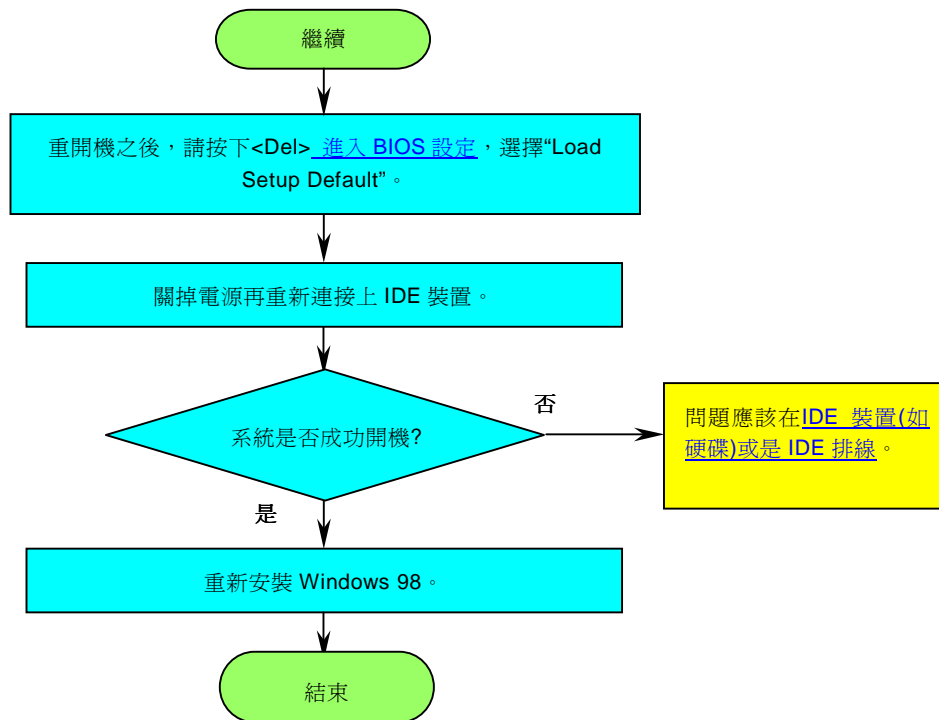 繼續
重開機之後，請按下<Del> 進入 BIOS 設定，選擇“Load
Setup Default”。
關掉電源再重新連接上 IDE 裝置。
系統是否成功開機?
否
問題應該在IDE 裝置(如
硬碟)或是 IDE 排線。
是
重新安裝 Windows 98。
結束